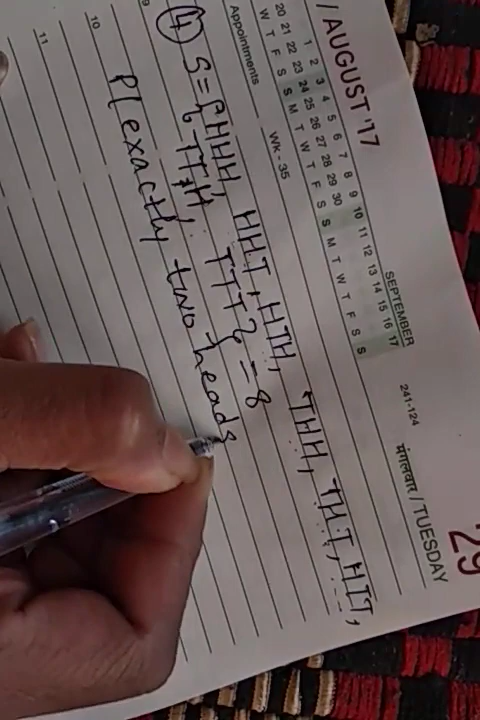 / AUGUST '17
SEPTEMBER
1 2 3 4 5 6 7 8 9 10 11 12 13 14 15 16 17
20 21 22 23 24 25 26 27 28 29 30
W T F S S M T W T F S S M T W T F S S
241-124
मंगलवार / TUESDAY
29
Appointments
Wk - 35
9
10
11
(4) S = { HHH, HHT, HTH, THH, THT, HTT,
TTH, TTT } = 8
P(exactly two heads